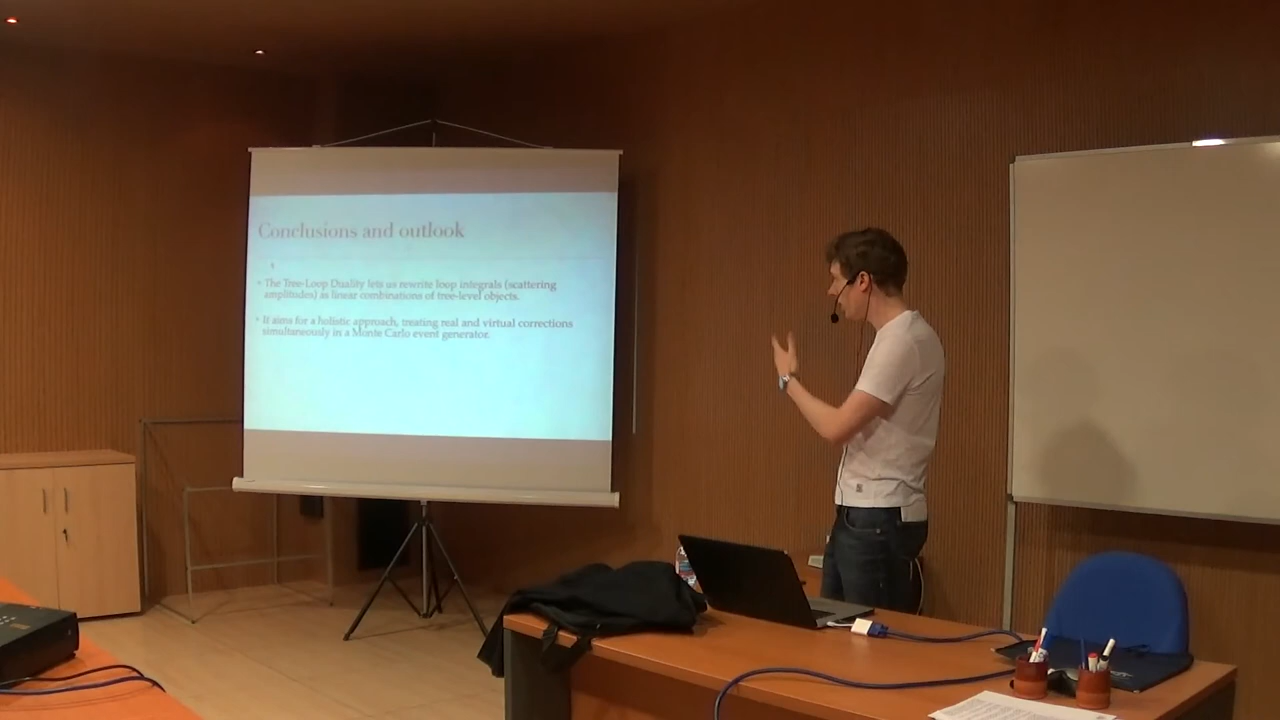 Conclusions and outlook
• The Tree-Loop Duality lets us rewrite loop integrals (scattering
amplitudes) as linear combinations of tree-level objects.
• It aims for a holistic approach, treating real and virtual corrections
simultaneously in a Monte Carlo event generator.